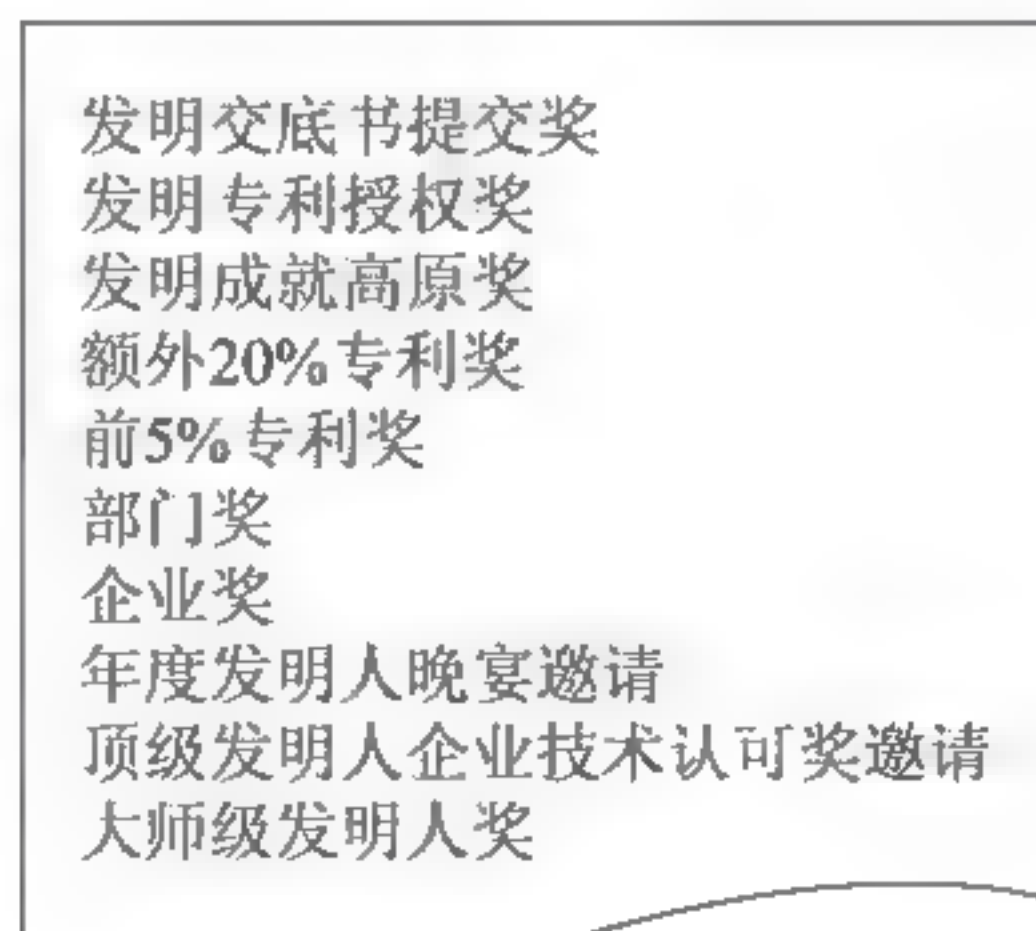 发明交底书提交奖
发明专利授权奖
发明成就高原奖
额外20%专利奖
前5%专利奖
部门奖
企业奖
年度发明人晚宴邀请
顶级发明人企业技术认可奖邀请
大师级发明人奖